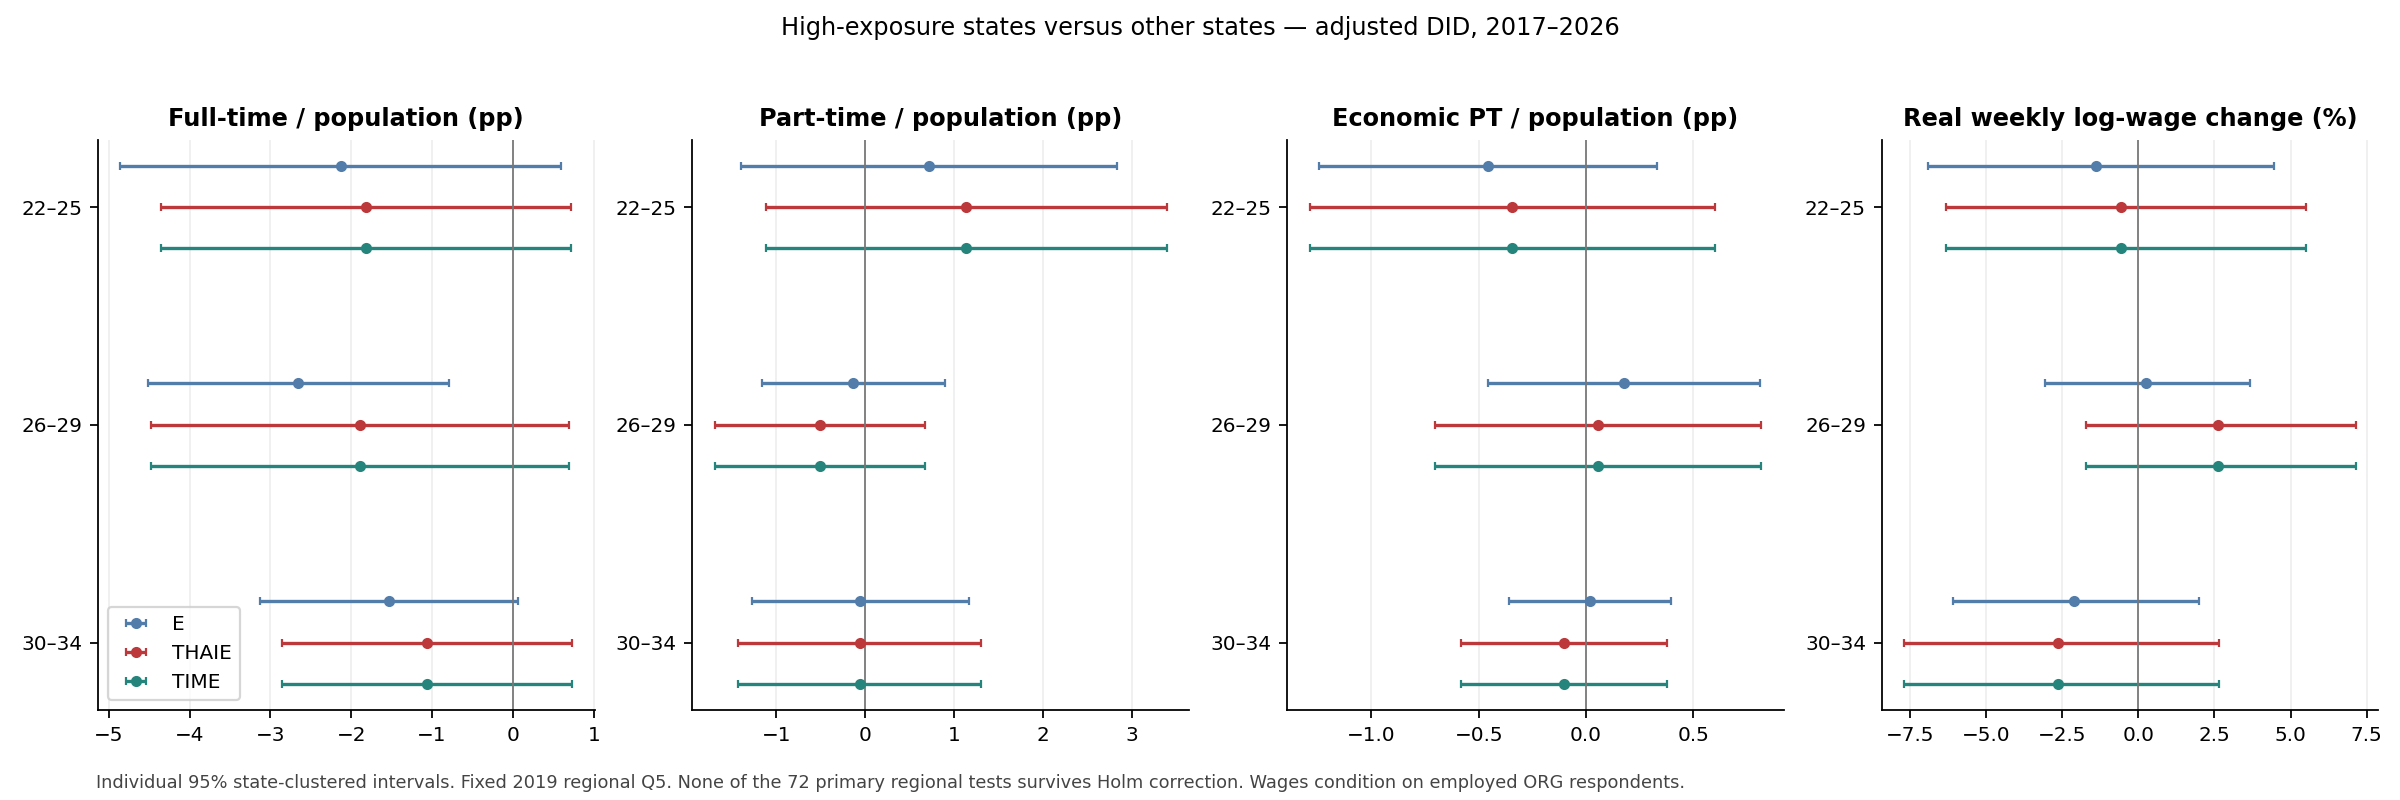 High-exposure states versus other states — adjusted DID, 2017–2026
Full-time / population (pp)
22–25
26–29
30–34
E
THAIE
TIME
−5 −4 −3 −2 −1 0 1
Part-time / population (pp)
22–25
26–29
30–34
−1 0 1 2 3
Economic PT / population (pp)
22–25
26–29
30–34
−1.0 −0.5 0.0 0.5
Real weekly log-wage change (%)
22–25
26–29
30–34
−7.5 −5.0 −2.5 0.0 2.5 5.0 7.5
Individual 95% state-clustered intervals. Fixed 2019 regional Q5. None of the 72 primary regional tests survives Holm correction. Wages condition on employed ORG respondents.